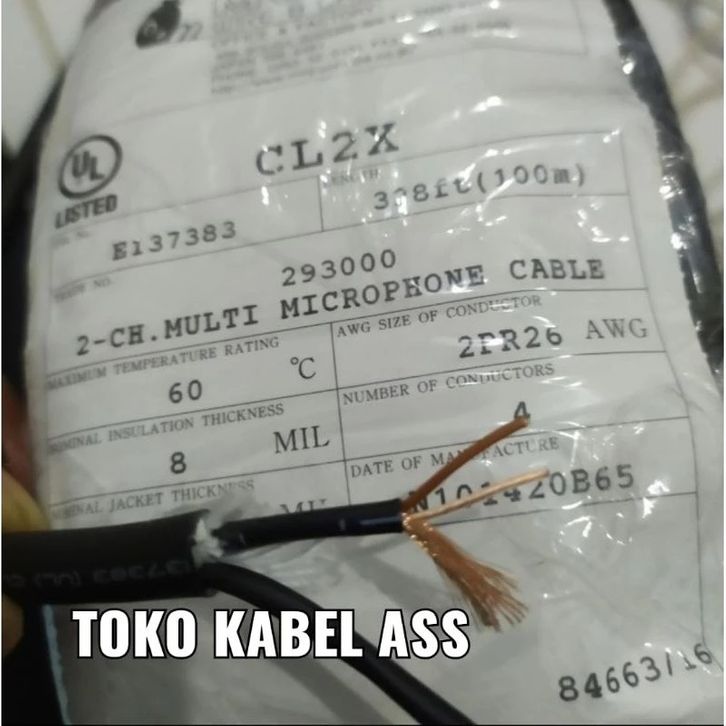 UL
LISTED
CL2X
LENGTH
328ft(100m)
E137383
293000
2-CH.MULTI MICROPHONE CABLE
MAXIMUM TEMPERATURE RATING
60 °C
AWG SIZE OF CONDUCTOR
2PR26 AWG
NOMINAL INSULATION THICKNESS
8 MIL
NUMBER OF CONDUCTORS
4
NOMINAL JACKET THICKNESS
MIL
DATE OF MANUFACTURE
TOKO KABEL ASS
84663/16